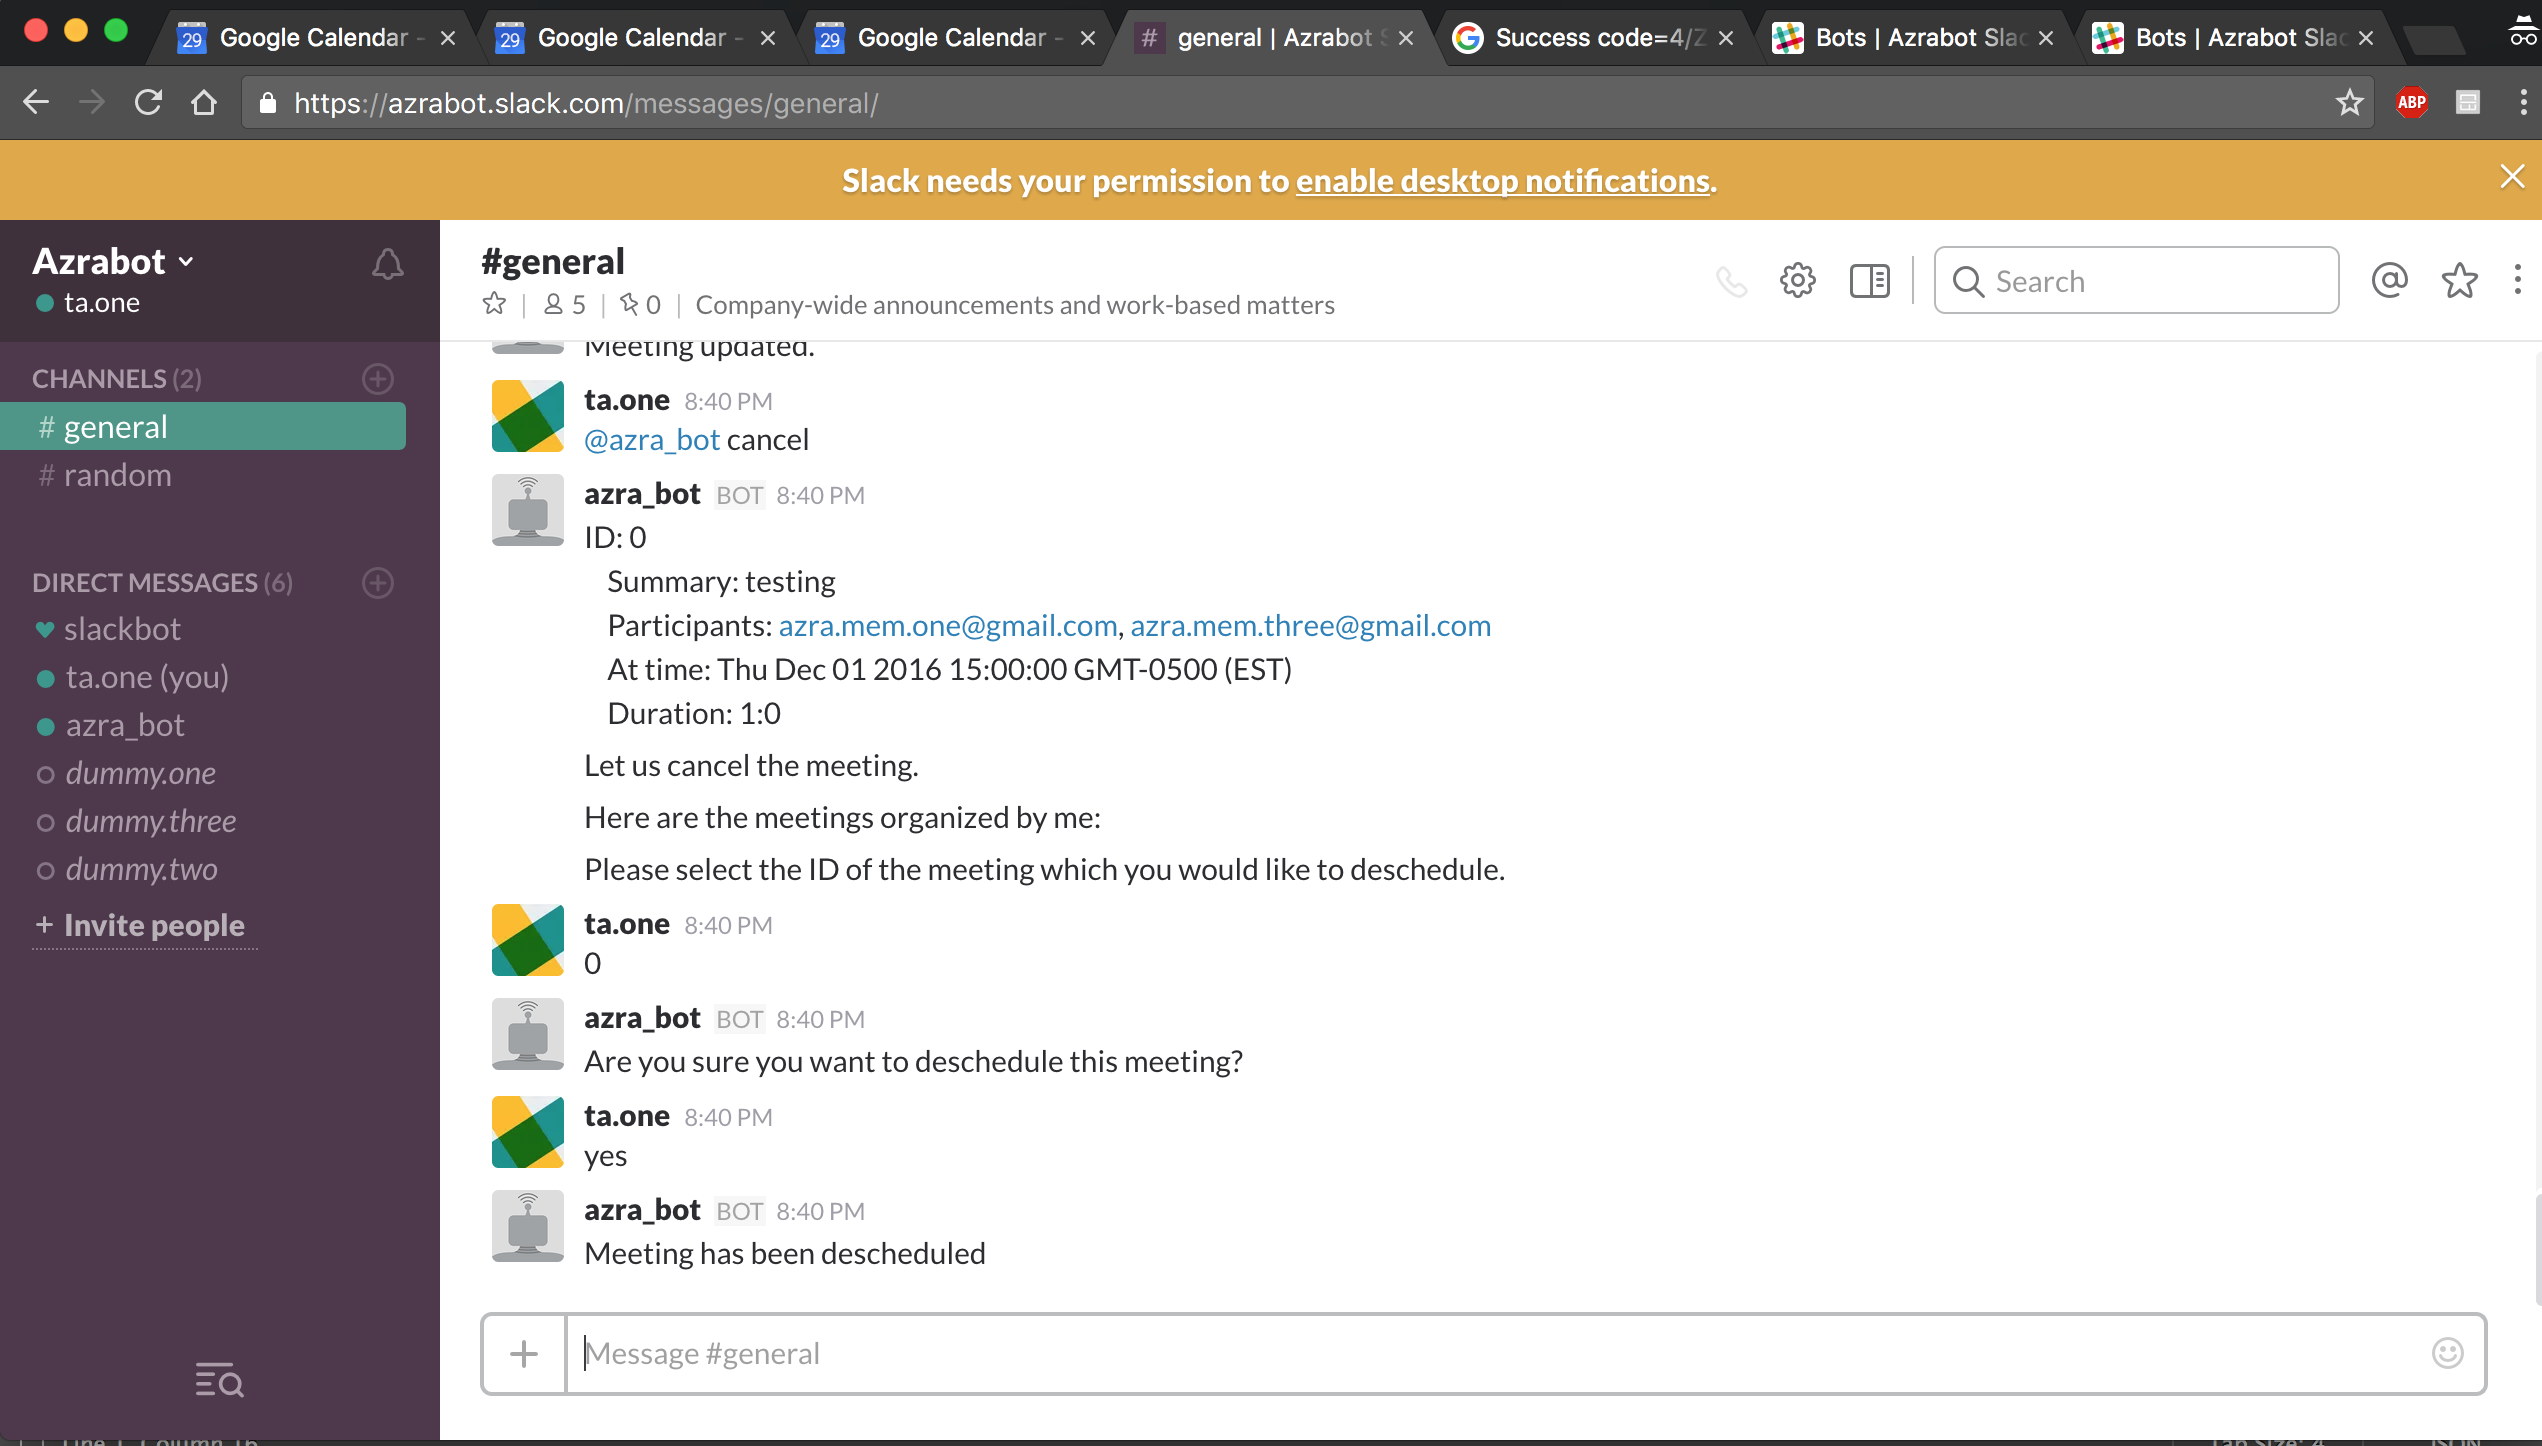 29 Google Calendar -
29 Google Calendar -
29 Google Calendar -
# general | Azrabot S
Success code=4/Z
Bots | Azrabot Slac
Bots | Azrabot Slac
https://azrabot.slack.com/messages/general/
ABP
Slack needs your permission to enable desktop notifications.
Azrabot
ta.one
CHANNELS (2)
# general
# random
DIRECT MESSAGES (6)
slackbot
ta.one (you)
azra_bot
dummy.one
dummy.three
dummy.two
+ Invite people
#general
5 | 0 | Company-wide announcements and work-based matters
Search
Meeting updated.
ta.one 8:40 PM
@azra_bot cancel
azra_bot BOT 8:40 PM
ID: 0
Summary: testing
Participants: azra.mem.one@gmail.com, azra.mem.three@gmail.com
At time: Thu Dec 01 2016 15:00:00 GMT-0500 (EST)
Duration: 1:0
Let us cancel the meeting.
Here are the meetings organized by me:
Please select the ID of the meeting which you would like to deschedule.
ta.one 8:40 PM
0
azra_bot BOT 8:40 PM
Are you sure you want to deschedule this meeting?
ta.one 8:40 PM
yes
azra_bot BOT 8:40 PM
Meeting has been descheduled
Message #general